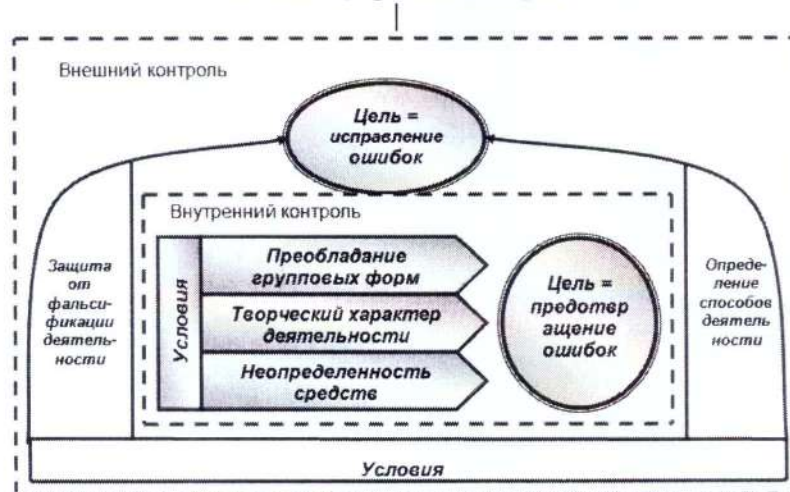 Внешний контроль
Цель =
исправление
ошибок
Внутренний контроль
Защита
от
фальси-
фикации
деятель-
ности
Условия
Преобладание
групповых форм
Творческий характер
деятельности
Неопределенность
средств
Цель =
предотвр
ащение
ошибок
Опреде-
ление
способов
деятель
ности
Условия